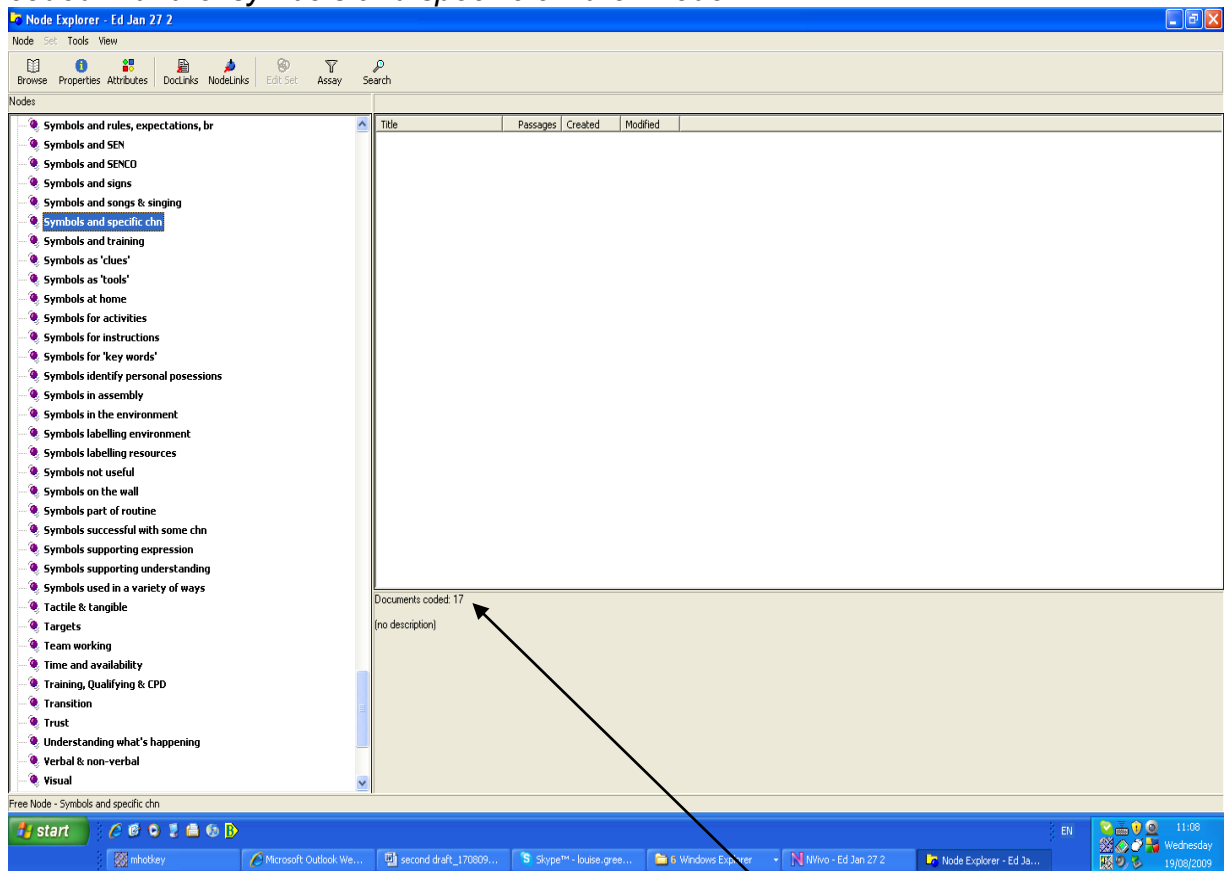 Node Explorer - Ed Jan 27 2
Node Set Tools View
Browse Properties Attributes DocLinks NodeLinks Edit Set Assay Search
Nodes
Title Passages Created Modified
Symbols and rules, expectations, br
Symbols and SEN
Symbols and SENCO
Symbols and signs
Symbols and songs & singing
Symbols and specific chn
Symbols and training
Symbols as 'clues'
Symbols as 'tools'
Symbols at home
Symbols for activities
Symbols for instructions
Symbols for 'key words'
Symbols identify personal posessions
Symbols in assembly
Symbols in the environment
Symbols labelling environment
Symbols labelling resources
Symbols not useful
Symbols on the wall
Symbols part of routine
Symbols successful with some chn
Symbols supporting expression
Symbols supporting understanding
Symbols used in a variety of ways
Tactile & tangible
Targets
Team working
Time and availability
Training, Qualifying & CPD
Transition
Trust
Understanding what's happening
Verbal & non-verbal
Visual
Documents coded: 17
(no description)
Free Node - Symbols and specific chn
start
EN
11:08
Wednesday
19/08/2009
mhotkey
Microsoft Outlook We...
second draft_170809...
Skype™ - louise.gree...
6 Windows Explorer
NVivo - Ed Jan 27 2
Node Explorer - Ed Ja...